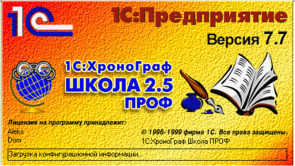 1С
1С:Предприятие
Версия 7.7
1С:ХроноГраф
ШКОЛА 2.5
ПРОФ
Лицензия на программу принадлежит:
Aleks
Dom
© 1996-1999 фирма 1С. Все права защищены.
1С:ХроноГраф Школа ПРОФ
Загрузка конфигурационной информации..